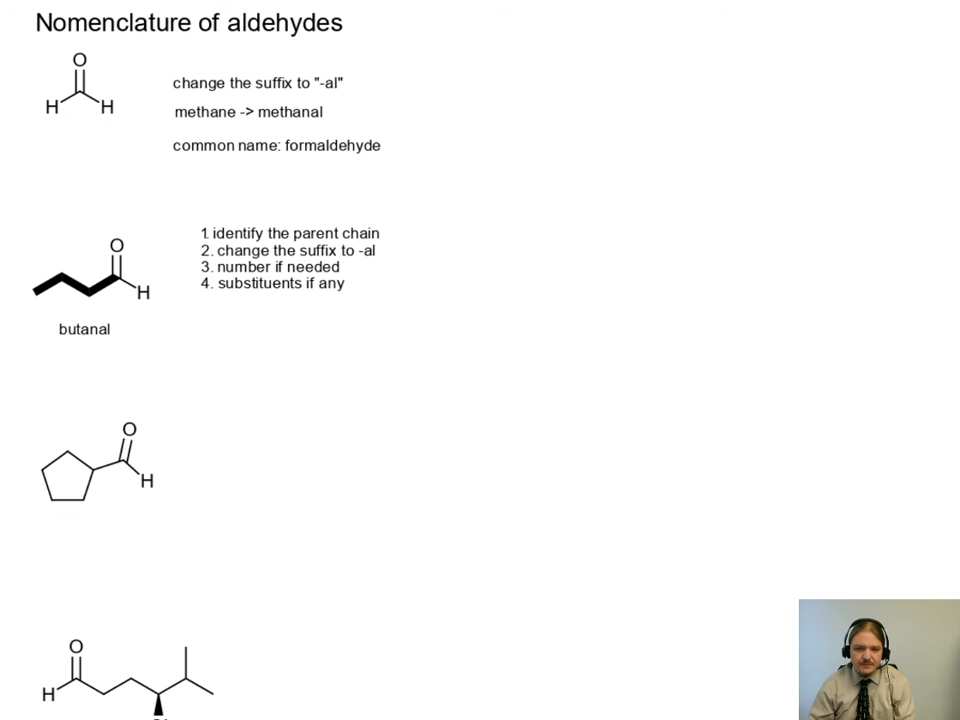 Nomenclature of aldehydes
O
H
H
change the suffix to "-al"
methane -> methanal
common name: formaldehyde
O
H
1. identify the parent chain
2. change the suffix to -al
3. number if needed
4. substituents if any
butanal
O
H
O
H